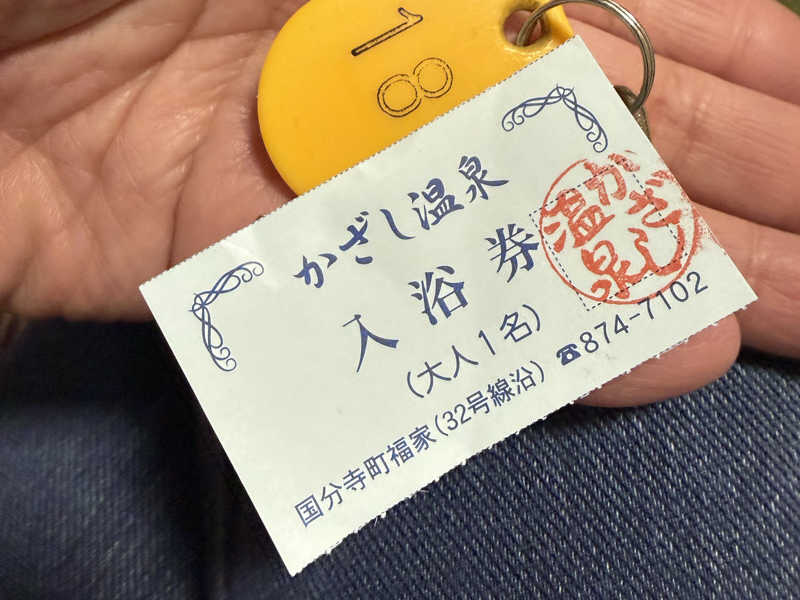 18
かざし温泉
入浴券
(大人1名)
国分寺町福家(32号線沿) ☎874-7102
かざし
温泉